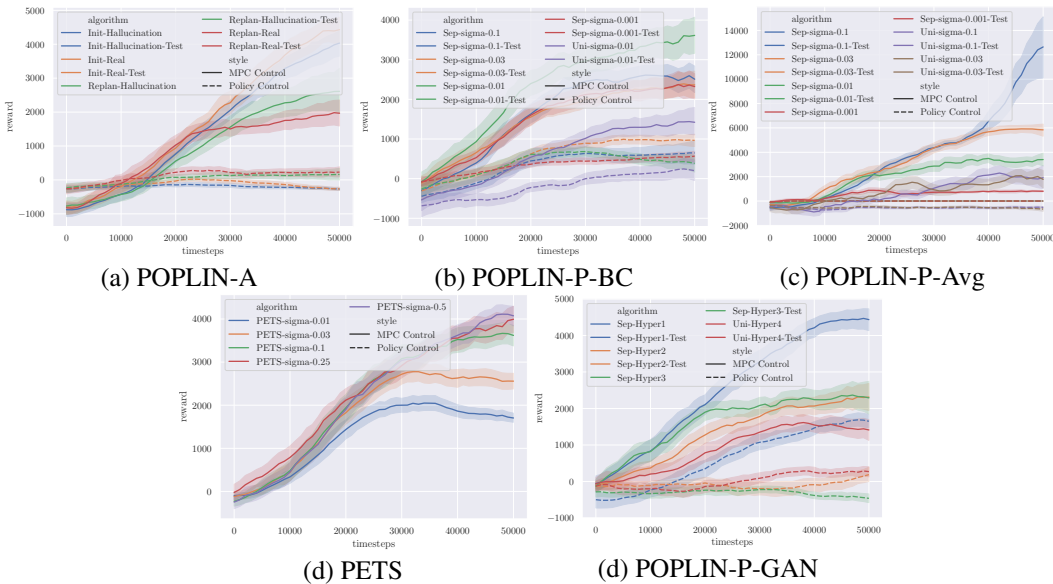 5000
4000
3000
2000
1000
0
−1000
reward
algorithm
Init-Hallucination
Init-Hallucination-Test
Init-Real
Init-Real-Test
Replan-Hallucination
Replan-Hallucination-Test
Replan-Real
Replan-Real-Test
style
MPC Control
Policy Control
0 10000 20000 30000 40000 50000
timesteps
(a) POPLIN-A
4000
3000
2000
1000
0
−1000
reward
algorithm
Sep-sigma-0.1
Sep-sigma-0.1-Test
Sep-sigma-0.03
Sep-sigma-0.03-Test
Sep-sigma-0.01
Sep-sigma-0.01-Test
Sep-sigma-0.001
Sep-sigma-0.001-Test
Uni-sigma-0.01
Uni-sigma-0.01-Test
style
MPC Control
Policy Control
0 10000 20000 30000 40000 50000
timesteps
(b) POPLIN-P-BC
14000
12000
10000
8000
6000
4000
2000
0
−2000
reward
algorithm
Sep-sigma-0.1
Sep-sigma-0.1-Test
Sep-sigma-0.03
Sep-sigma-0.03-Test
Sep-sigma-0.01
Sep-sigma-0.01-Test
Sep-sigma-0.001
Sep-sigma-0.001-Test
Uni-sigma-0.1
Uni-sigma-0.1-Test
Uni-sigma-0.03
Uni-sigma-0.03-Test
style
MPC Control
Policy Control
0 10000 20000 30000 40000 50000
timesteps
(c) POPLIN-P-Avg
4000
3000
2000
1000
0
reward
algorithm
PETS-sigma-0.01
PETS-sigma-0.03
PETS-sigma-0.1
PETS-sigma-0.25
PETS-sigma-0.5
style
MPC Control
Policy Control
0 10000 20000 30000 40000 50000
timesteps
(d) PETS
5000
4000
3000
2000
1000
0
−1000
reward
algorithm
Sep-Hyper1
Sep-Hyper1-Test
Sep-Hyper2
Sep-Hyper2-Test
Sep-Hyper3
Sep-Hyper3-Test
Uni-Hyper4
Uni-Hyper4-Test
style
MPC Control
Policy Control
0 10000 20000 30000 40000 50000
timesteps
(d) POPLIN-P-GAN